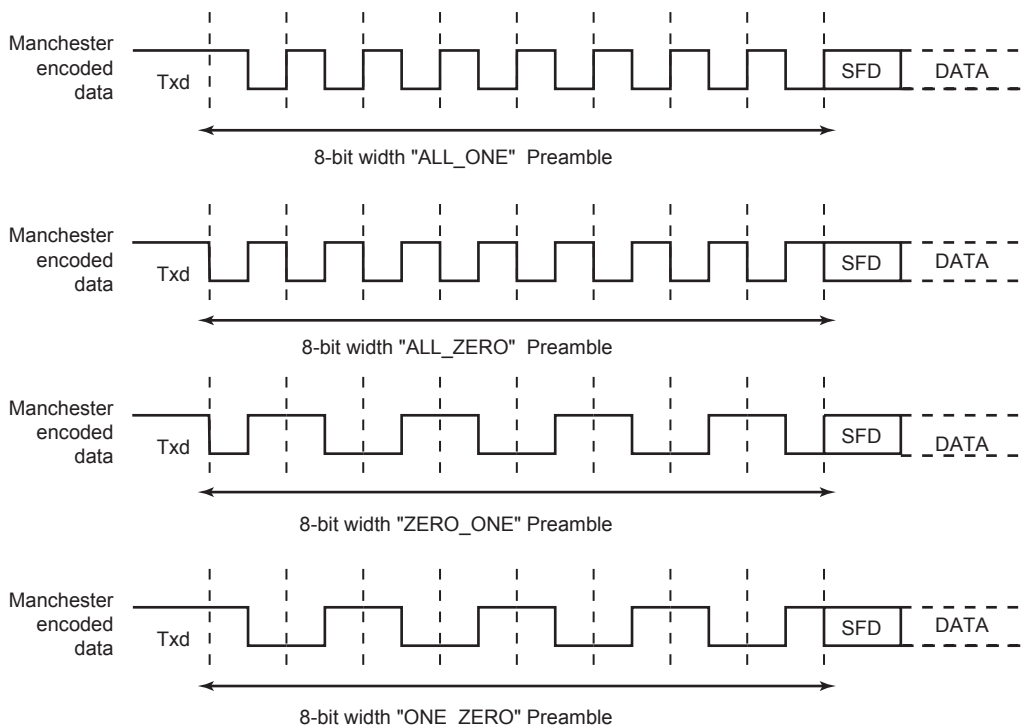 Manchester
encoded
data
Txd
SFD
DATA
8-bit width "ALL_ONE" Preamble
Manchester
encoded
data
Txd
SFD
DATA
8-bit width "ALL_ZERO" Preamble
Manchester
encoded
data
Txd
SFD
DATA
8-bit width "ZERO_ONE" Preamble
Manchester
encoded
data
Txd
SFD
DATA
8-bit width "ONE_ZERO" Preamble